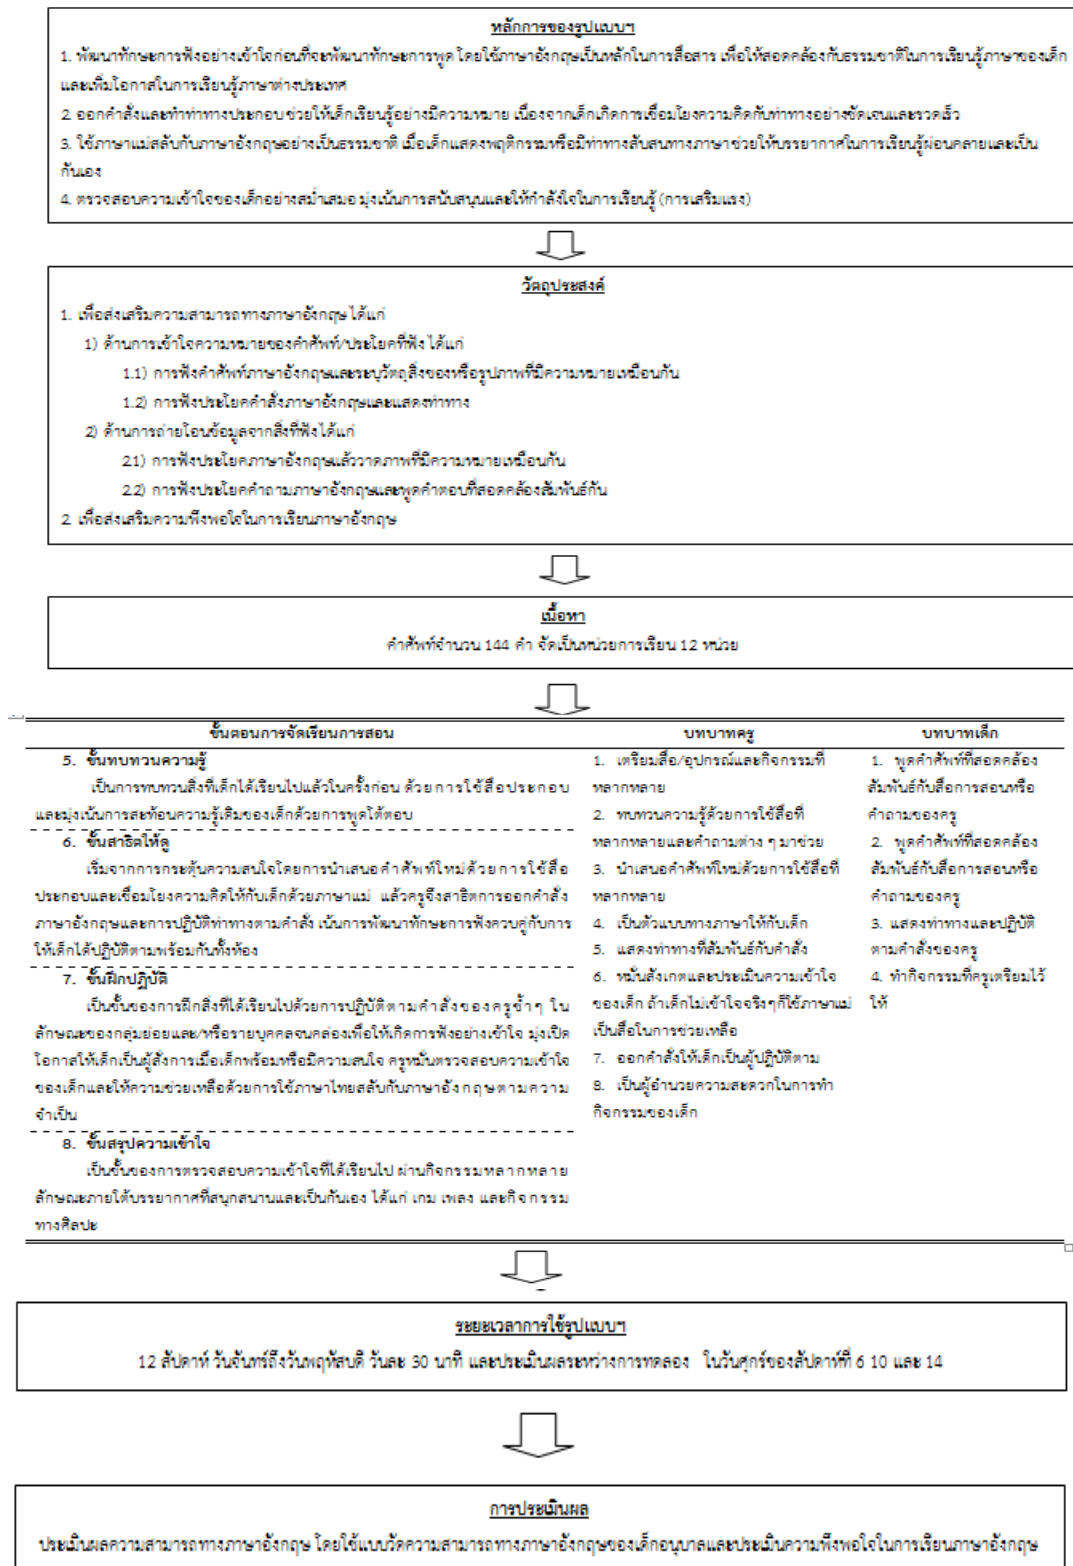 หลักการของรูปแบบฯ
1. พัฒนาทักษะการฟังอย่างเข้าใจก่อนที่จะพัฒนาทักษะการพูด โดยใช้ภาษาอังกฤษเป็นหลักในการสื่อสาร เพื่อให้สอดคล้องกับธรรมชาติในการเรียนรู้ภาษาของเด็ก
และเพิ่มโอกาสในการเรียนรู้ภาษาต่างประเทศ
2. ออกคำสั่งและทำท่าทางประกอบ ช่วยให้เด็กเรียนรู้อย่างมีความหมาย เนื่องจากเด็กเกิดการเชื่อมโยงความคิดกับท่าทางอย่างชัดเจนและรวดเร็ว
3. ใช้ภาษาแม่สลับกับภาษาอังกฤษอย่างเป็นธรรมชาติ เมื่อเด็กแสดงพฤติกรรมหรือมีท่าทางสับสนทางภาษา ช่วยให้บรรยากาศในการเรียนรู้ผ่อนคลายและเป็น
กันเอง
4. ตรวจสอบความเข้าใจของเด็กอย่างสม่ำเสมอ มุ่งเน้นการสนับสนุนและให้กำลังใจในการเรียนรู้ (การเสริมแรง)
วัตถุประสงค์
1. เพื่อส่งเสริมความสามารถทางภาษาอังกฤษ ได้แก่
1) ด้านการเข้าใจความหมายของคำศัพท์/ประโยคที่ฟัง ได้แก่
1.1) การฟังคำศัพท์ภาษาอังกฤษและระบุวัตถุสิ่งของหรือรูปภาพที่มีความหมายเหมือนกัน
1.2) การฟังประโยคคำสั่งภาษาอังกฤษและแสดงท่าทาง
2) ด้านการถ่ายโอนข้อมูลจากสิ่งที่ฟัง ได้แก่
2.1) การฟังประโยคภาษาอังกฤษแล้ววาดภาพที่มีความหมายเหมือนกัน
2.2) การฟังประโยคคำถามภาษาอังกฤษและพูดคำตอบที่สอดคล้องสัมพันธ์กัน
2. เพื่อส่งเสริมความพึงพอใจในการเรียนภาษาอังกฤษ
เนื้อหา
คำศัพท์จำนวน 144 คำ จัดเป็นหน่วยการเรียน 12 หน่วย
ขั้นตอนการจัดเรียนการสอน
5. ขั้นทบทวนความรู้
เป็นการทบทวนสิ่งที่เด็กได้เรียนไปแล้วในครั้งก่อน ด้วยการใช้สื่อประกอบ
และมุ่งเน้นการสะท้อนความรู้เดิมของเด็กด้วยการพูดโต้ตอบ
6. ขั้นสาธิตให้ดู
เริ่มจากการกระตุ้นความสนใจโดยการนำเสนอคำศัพท์ใหม่ด้วยการใช้สื่อ
ประกอบและเชื่อมโยงความคิดให้กับเด็กด้วยภาษาแม่ แล้วครูจึงสาธิตการออกคำสั่ง
ภาษาอังกฤษและการปฏิบัติท่าทางตามคำสั่ง เน้นการพัฒนาทักษะการฟังควบคู่กับการ
ให้เด็กได้ปฏิบัติตามพร้อมกันทั้งห้อง
7. ขั้นฝึกปฏิบัติ
เป็นขั้นของการฝึกสิ่งที่ได้เรียนไปด้วยการปฏิบัติตามคำสั่งของครูซ้ำๆ ใน
ลักษณะของกลุ่มย่อยและ/หรือรายบุคคลจนคล่องเพื่อให้เกิดการฟังอย่างเข้าใจ มุ่งเปิด
โอกาสให้เด็กเป็นผู้สั่งการเมื่อเด็กพร้อมหรือมีความสนใจ ครูหมั่นตรวจสอบความเข้าใจ
ของเด็กและให้ความช่วยเหลือด้วยการใช้ภาษาไทยสลับกับภาษาอังกฤษตามความ
จำเป็น
8. ขั้นสรุปความเข้าใจ
เป็นขั้นของการตรวจสอบความเข้าใจที่ได้เรียนไป ผ่านกิจกรรมหลากหลาย
ลักษณะภายใต้บรรยากาศที่สนุกสนานและเป็นกันเอง ได้แก่ เกม เพลง และกิจกรรม
ทางศิลปะ
บทบาทครู
1. เตรียมสื่อ/อุปกรณ์และกิจกรรมที่
หลากหลาย
2. ทบทวนความรู้ด้วยการใช้สื่อที่
หลากหลายและคำถามต่าง ๆ มาช่วย
3. นำเสนอคำศัพท์ใหม่ด้วยการใช้สื่อที่
หลากหลาย
4. เป็นตัวแบบทางภาษาให้กับเด็ก
5. แสดงท่าทางที่สัมพันธ์กับคำสั่ง
6. หมั่นสังเกตและประเมินความเข้าใจ
ของเด็ก ถ้าเด็กไม่เข้าใจจริงๆก็ใช้ภาษาแม่
เป็นสื่อในการช่วยเหลือ
7. ออกคำสั่งให้เด็กเป็นผู้ปฏิบัติตาม
8. เป็นผู้อำนวยความสะดวกในการทำ
กิจกรรมของเด็ก
บทบาทเด็ก
1. พูดคำศัพท์ที่สอดคล้อง
สัมพันธ์กับสื่อการสอนหรือ
คำถามของครู
2. พูดคำศัพท์ที่สอดคล้อง
สัมพันธ์กับสื่อการสอนหรือ
คำถามของครู
3. แสดงท่าทางและปฏิบัติ
ตามคำสั่งของครู
4. ทำกิจกรรมที่ครูเตรียมไว้
ให้
ระยะเวลาการใช้รูปแบบฯ
12 สัปดาห์ วันจันทร์ถึงวันพฤหัสบดี วันละ 30 นาที และประเมินผลระหว่างการทดลอง ในวันศุกร์ของสัปดาห์ที่ 6 10 และ 14
การประเมินผล
ประเมินผลความสามารถทางภาษาอังกฤษ โดยใช้แบบวัดความสามารถทางภาษาอังกฤษของเด็กอนุบาลและประเมินความพึงพอใจในการเรียนภาษาอังกฤษ